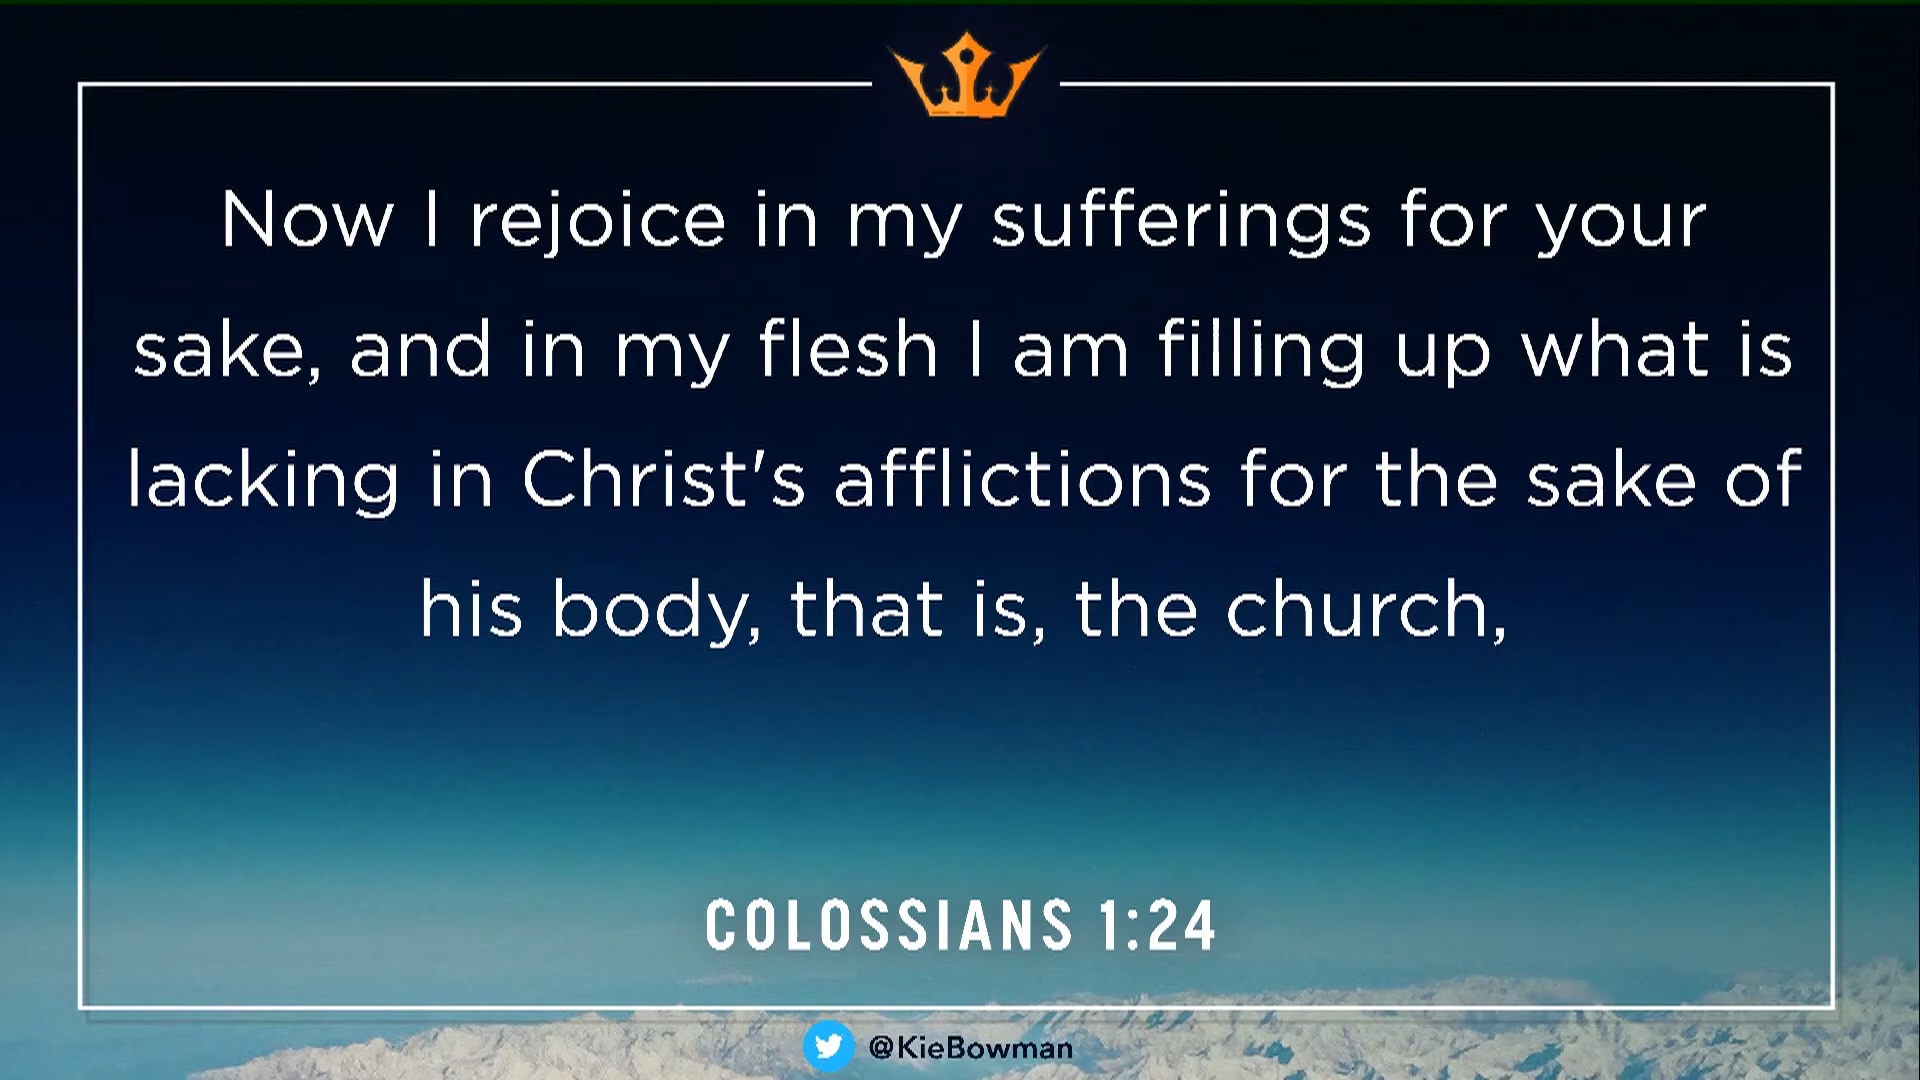 Now I rejoice in my sufferings for your
sake, and in my flesh I am filling up what is
lacking in Christ's afflictions for the sake of
his body, that is, the church,
COLOSSIANS 1:24
@KieBowman